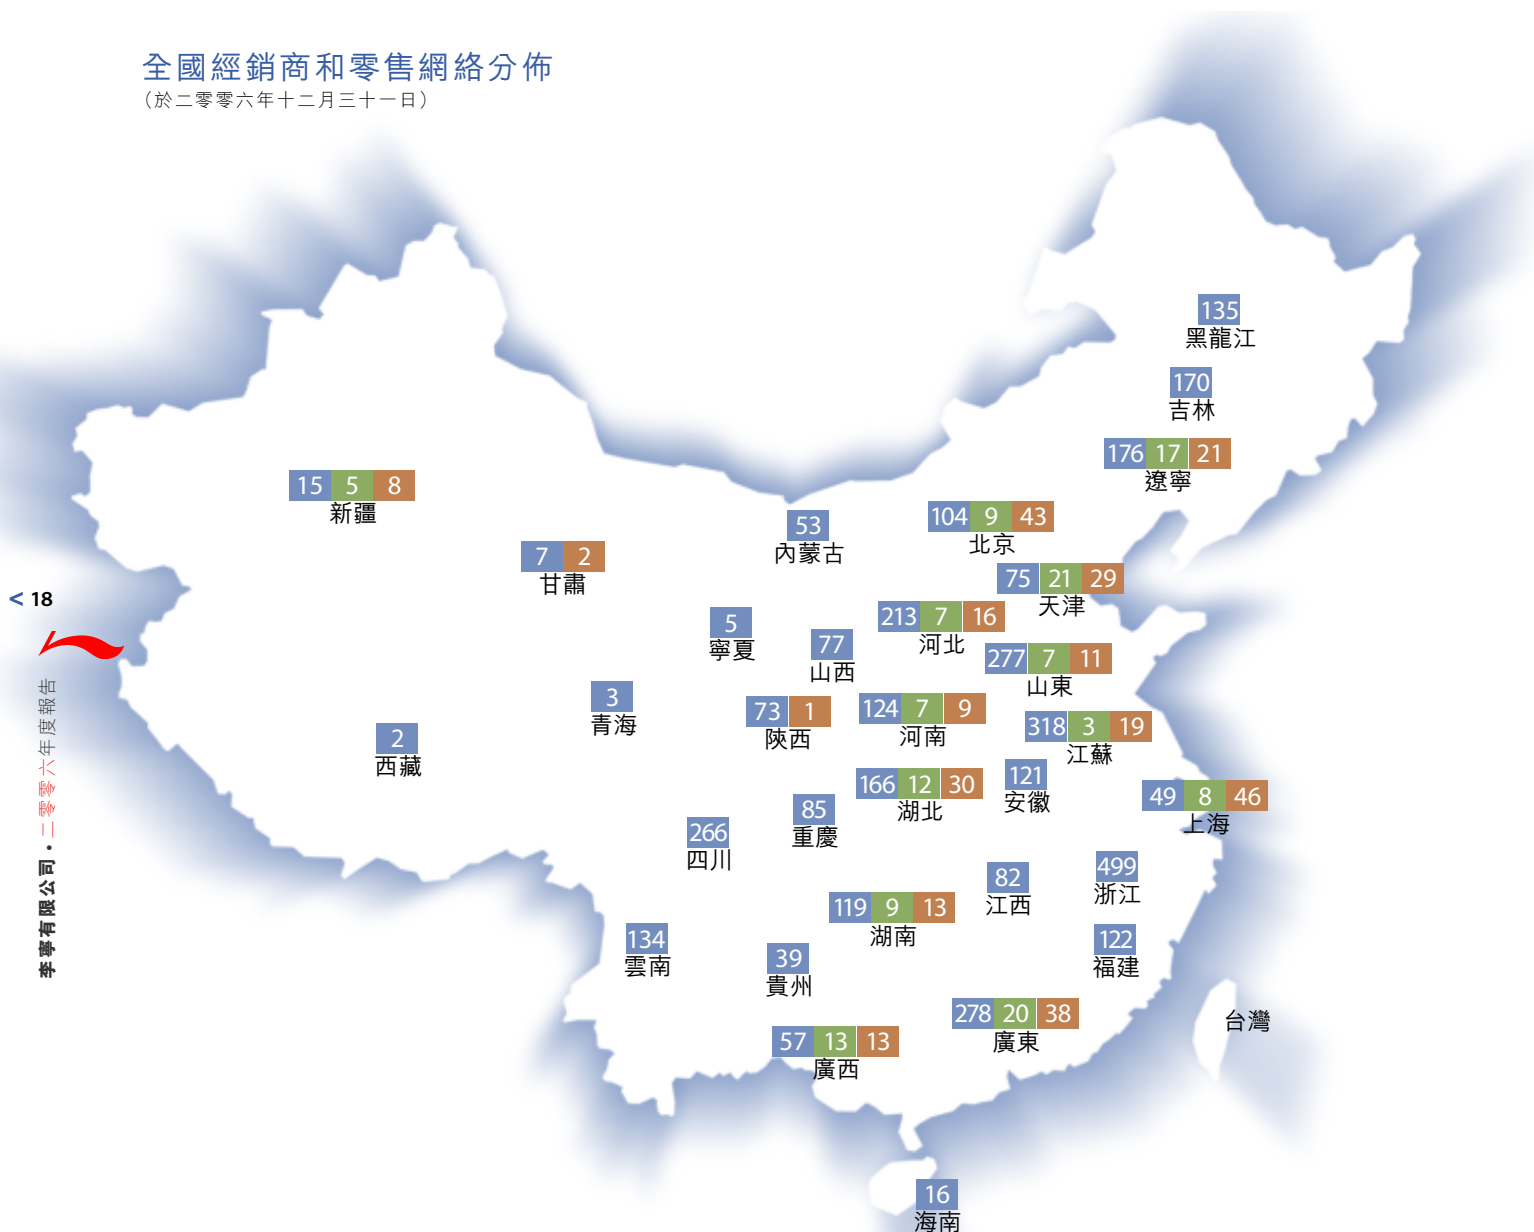 全國經銷商和零售網絡分佈
（於二零零六年十二月三十一日）
135
黑龍江
170
吉林
176 17 21
遼寧
15 5 8
新疆
104 9 43
北京
53
內蒙古
7 2
甘肅
75 21 29
天津
213 7 16
河北
5
寧夏
77
山西
277 7 11
山東
3
青海
73 1
陝西
124 7 9
河南
318 3 19
江蘇
2
西藏
166 12 30
湖北
121
安徽
49 8 46
上海
85
重慶
266
四川
499
浙江
82
江西
119 9 13
湖南
134
雲南
122
福建
39
貴州
278 20 38
廣東
台灣
57 13 13
廣西
16
海南
< 18
李寧有限公司•二零零六年度報告